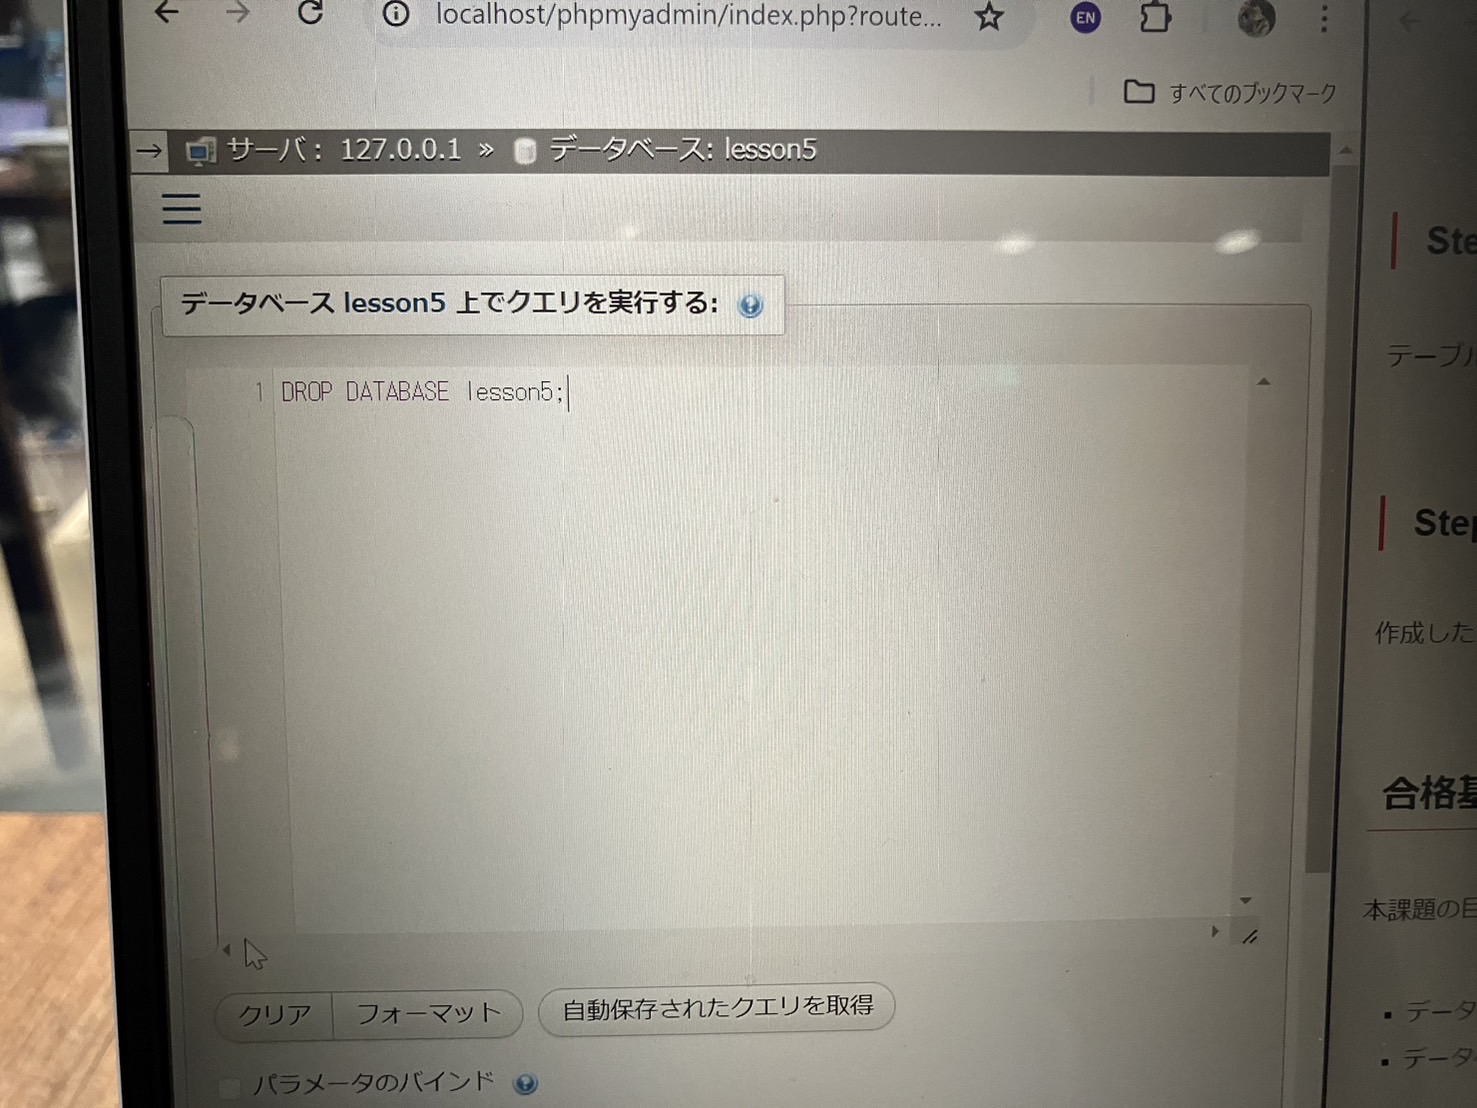 localhost/phpmyadmin/index.php?route...
EN
すべてのブックマーク
サーバ: 127.0.0.1 » データベース: lesson5
データベース lesson5 上でクエリを実行する:
1 DROP DATABASE lesson5;
クリア フォーマット 自動保存されたクエリを取得
パラメータのバインド
Ste
テーブル
Step
作成した
合格基
本課題の目
▪ データ
▪ データ